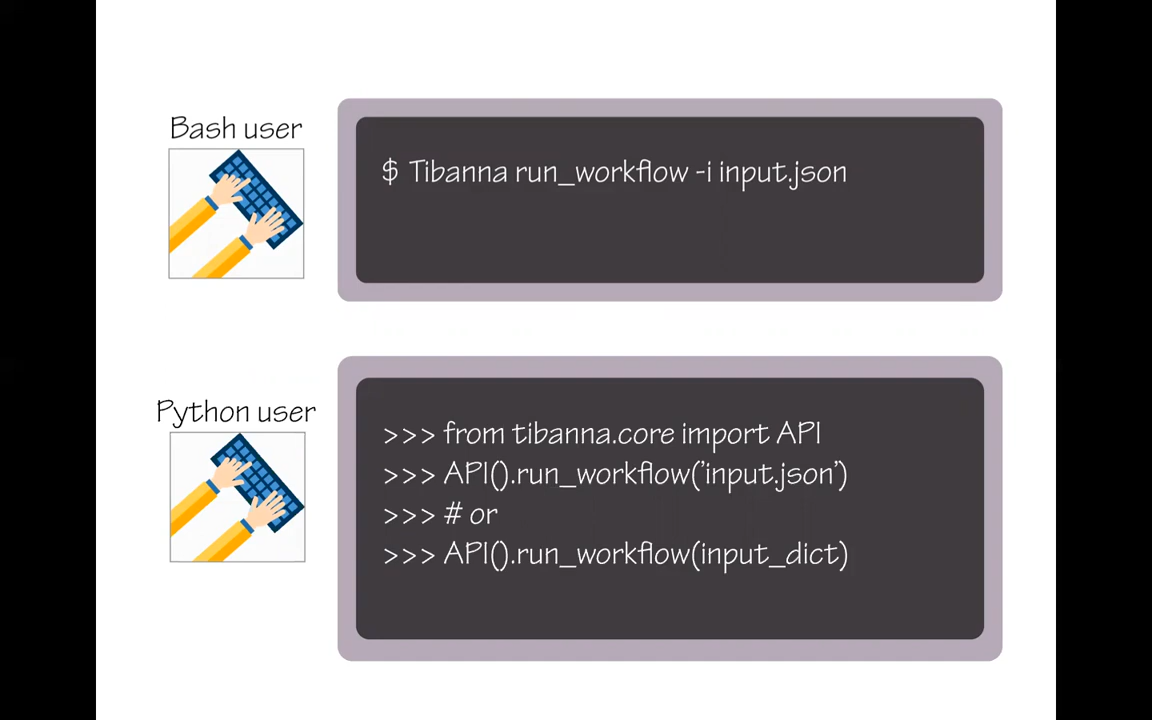 Bash user
$ Tibanna run_workflow -i input.json
Python user
>>> from tibanna.core import API
>>> API().run_workflow(’input.json’)
>>> # or
>>> API().run_workflow(input_dict)